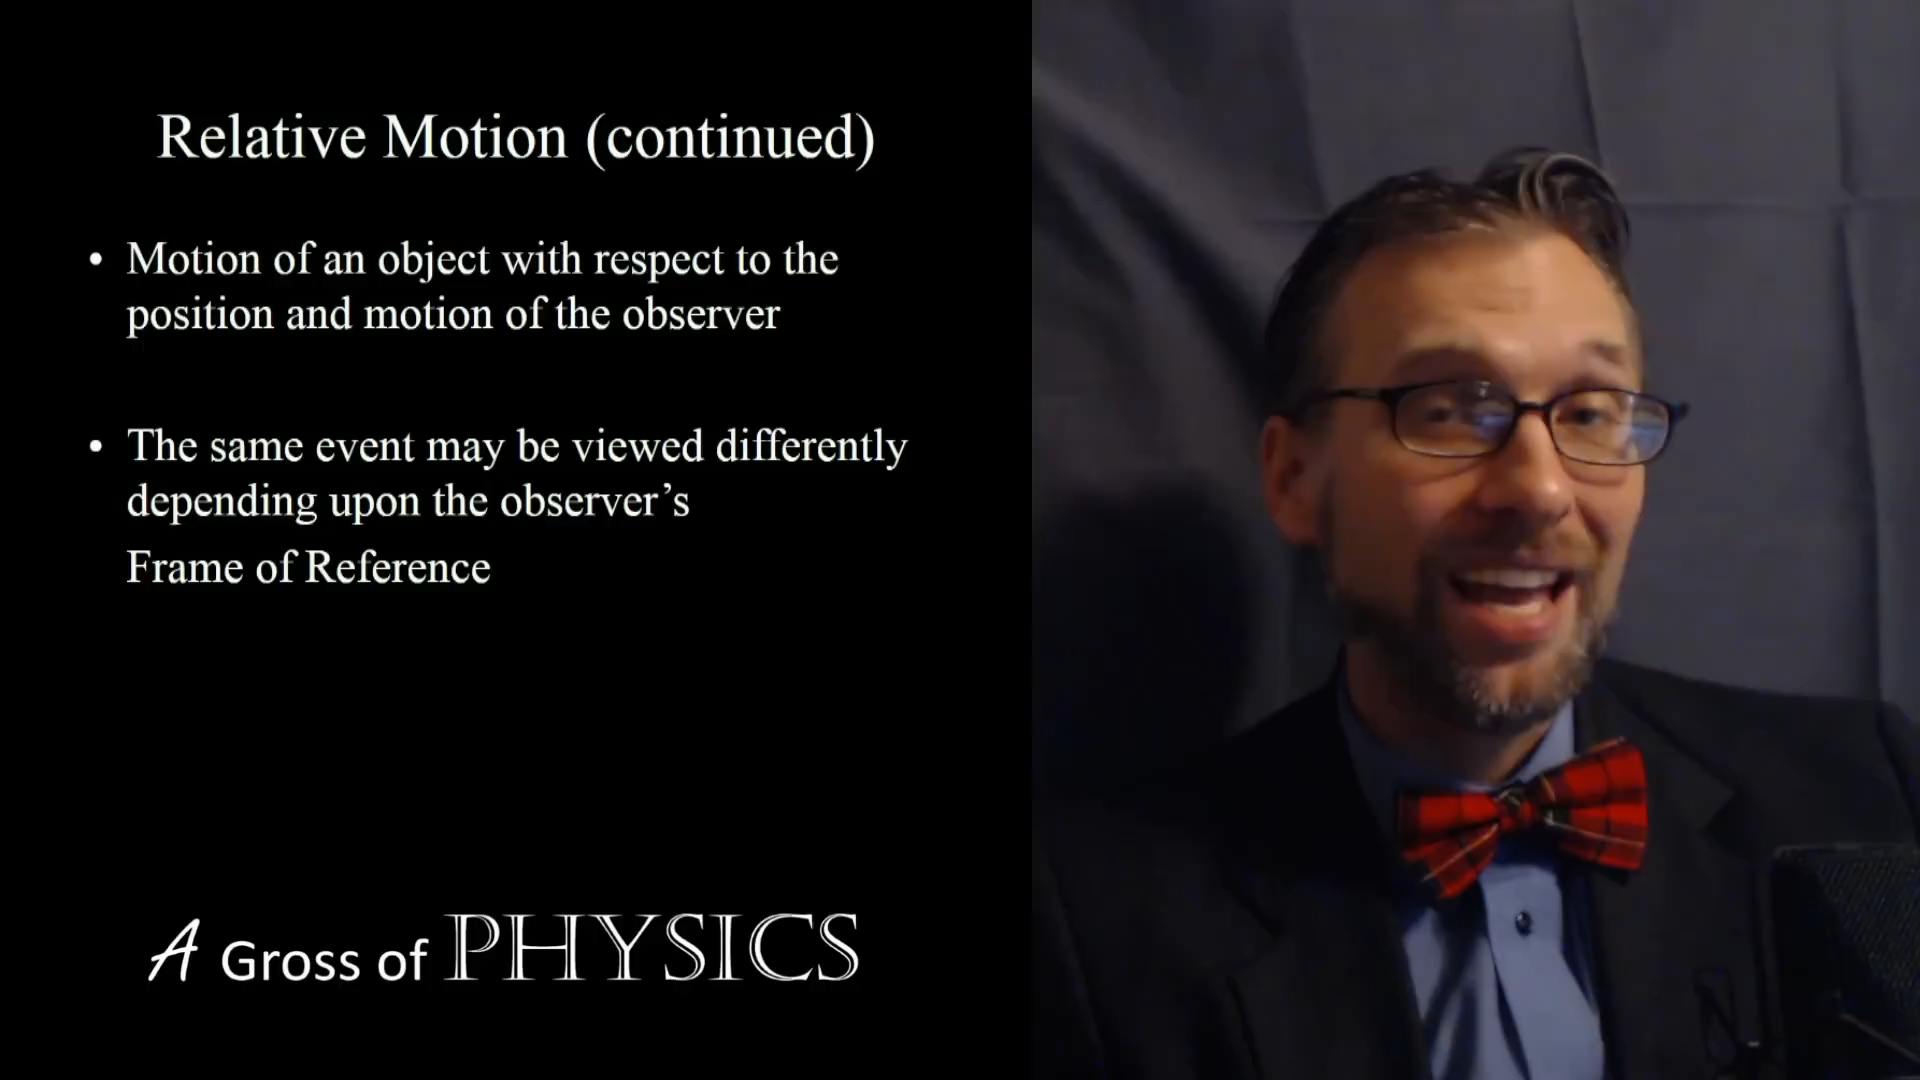 Relative Motion (continued)
• Motion of an object with respect to the
position and motion of the observer
• The same event may be viewed differently
depending upon the observer’s
Frame of Reference
A Gross of PHYSICS